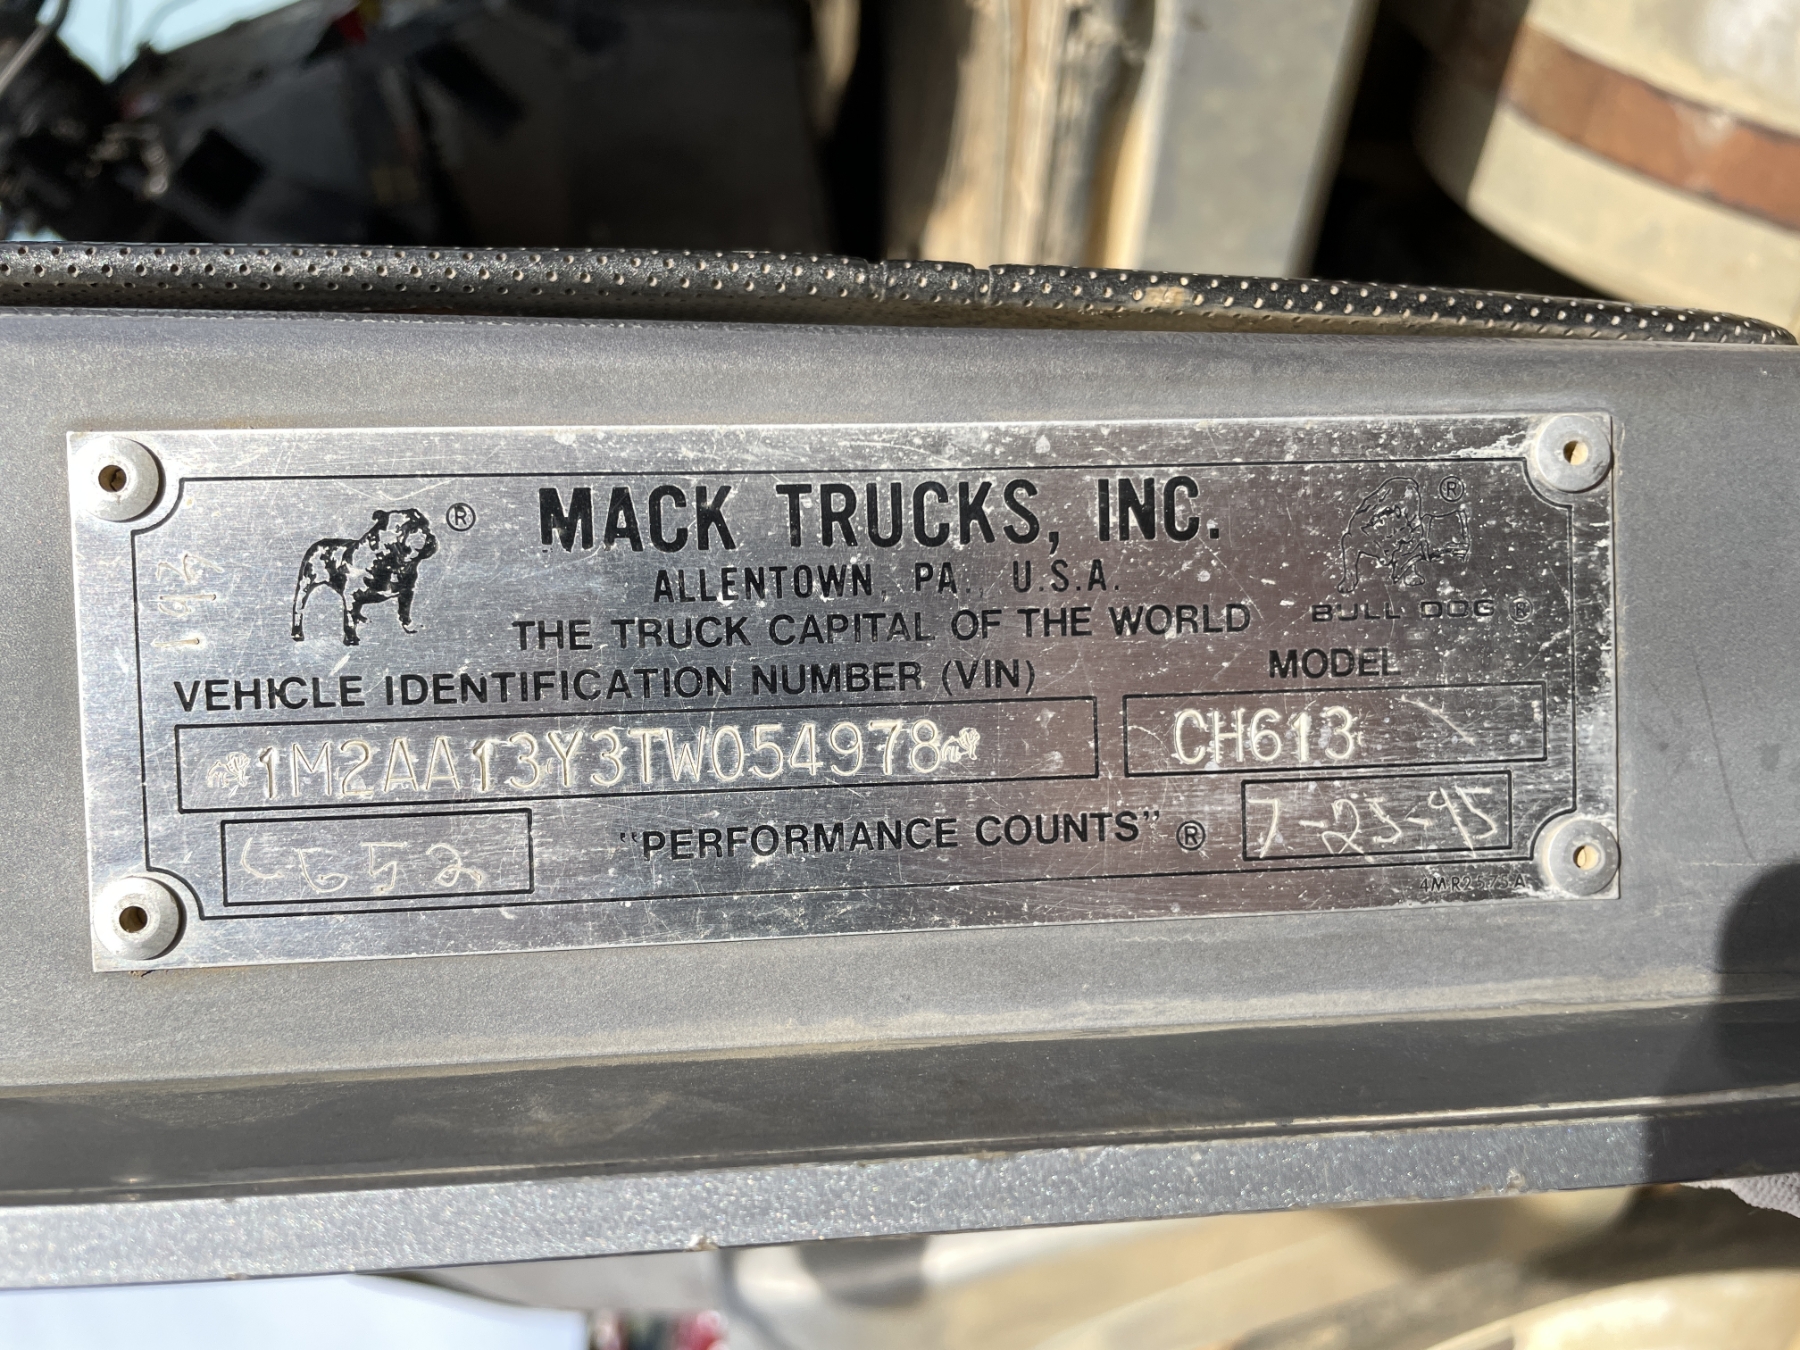 ®
MACK TRUCKS, INC.
®
ALLENTOWN, PA., U.S.A.
193
THE TRUCK CAPITAL OF THE WORLD
BULL DOG ®
VEHICLE IDENTIFICATION NUMBER (VIN)
MODEL
1M2AA13Y3TW054978
CH613
"PERFORMANCE COUNTS" ®
7-25-95
4MR2575A